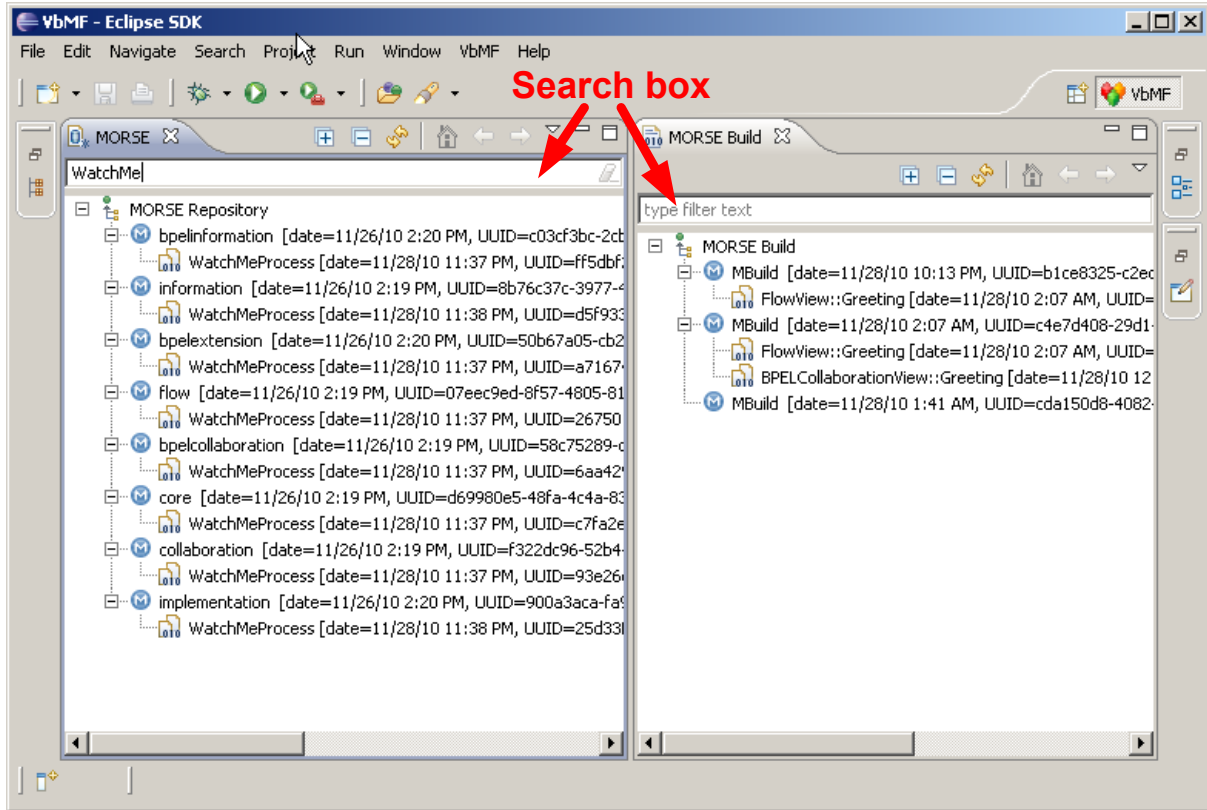 VbMF - Eclipse SDK
File Edit Navigate Search Project Run Window VbMF Help
Search box
VbMF
MORSE
WatchMe
MORSE Repository
bpelinformation [date=11/26/10 2:20 PM, UUID=c03cf3bc-2cb
WatchMeProcess [date=11/28/10 11:37 PM, UUID=ff5dbf
information [date=11/26/10 2:19 PM, UUID=8b76c37c-3977-4
WatchMeProcess [date=11/28/10 11:38 PM, UUID=d5f933
bpelextension [date=11/26/10 2:20 PM, UUID=50b67a05-cb2
WatchMeProcess [date=11/28/10 11:37 PM, UUID=a7167
flow [date=11/26/10 2:19 PM, UUID=07eec9ed-8f57-4805-81
WatchMeProcess [date=11/28/10 11:37 PM, UUID=26750
bpelcollaboration [date=11/26/10 2:19 PM, UUID=58c75289-
WatchMeProcess [date=11/28/10 11:37 PM, UUID=6aa42
core [date=11/26/10 2:19 PM, UUID=d69980e5-48fa-4c4a-83
WatchMeProcess [date=11/28/10 11:37 PM, UUID=c7fa2e
collaboration [date=11/26/10 2:19 PM, UUID=f322dc96-52b4-
WatchMeProcess [date=11/28/10 11:37 PM, UUID=93e26
implementation [date=11/26/10 2:20 PM, UUID=900a3aca-fa9
WatchMeProcess [date=11/28/10 11:38 PM, UUID=25d33
MORSE Build
type filter text
MORSE Build
MBuild [date=11/28/10 10:13 PM, UUID=b1ce8325-c2ec
FlowView::Greeting [date=11/28/10 2:07 AM, UUID=
MBuild [date=11/28/10 2:07 AM, UUID=c4e7d408-29d1-
FlowView::Greeting [date=11/28/10 2:07 AM, UUID=
BPELCollaborationView::Greeting [date=11/28/10 12
MBuild [date=11/28/10 1:41 AM, UUID=cda150d8-4082-